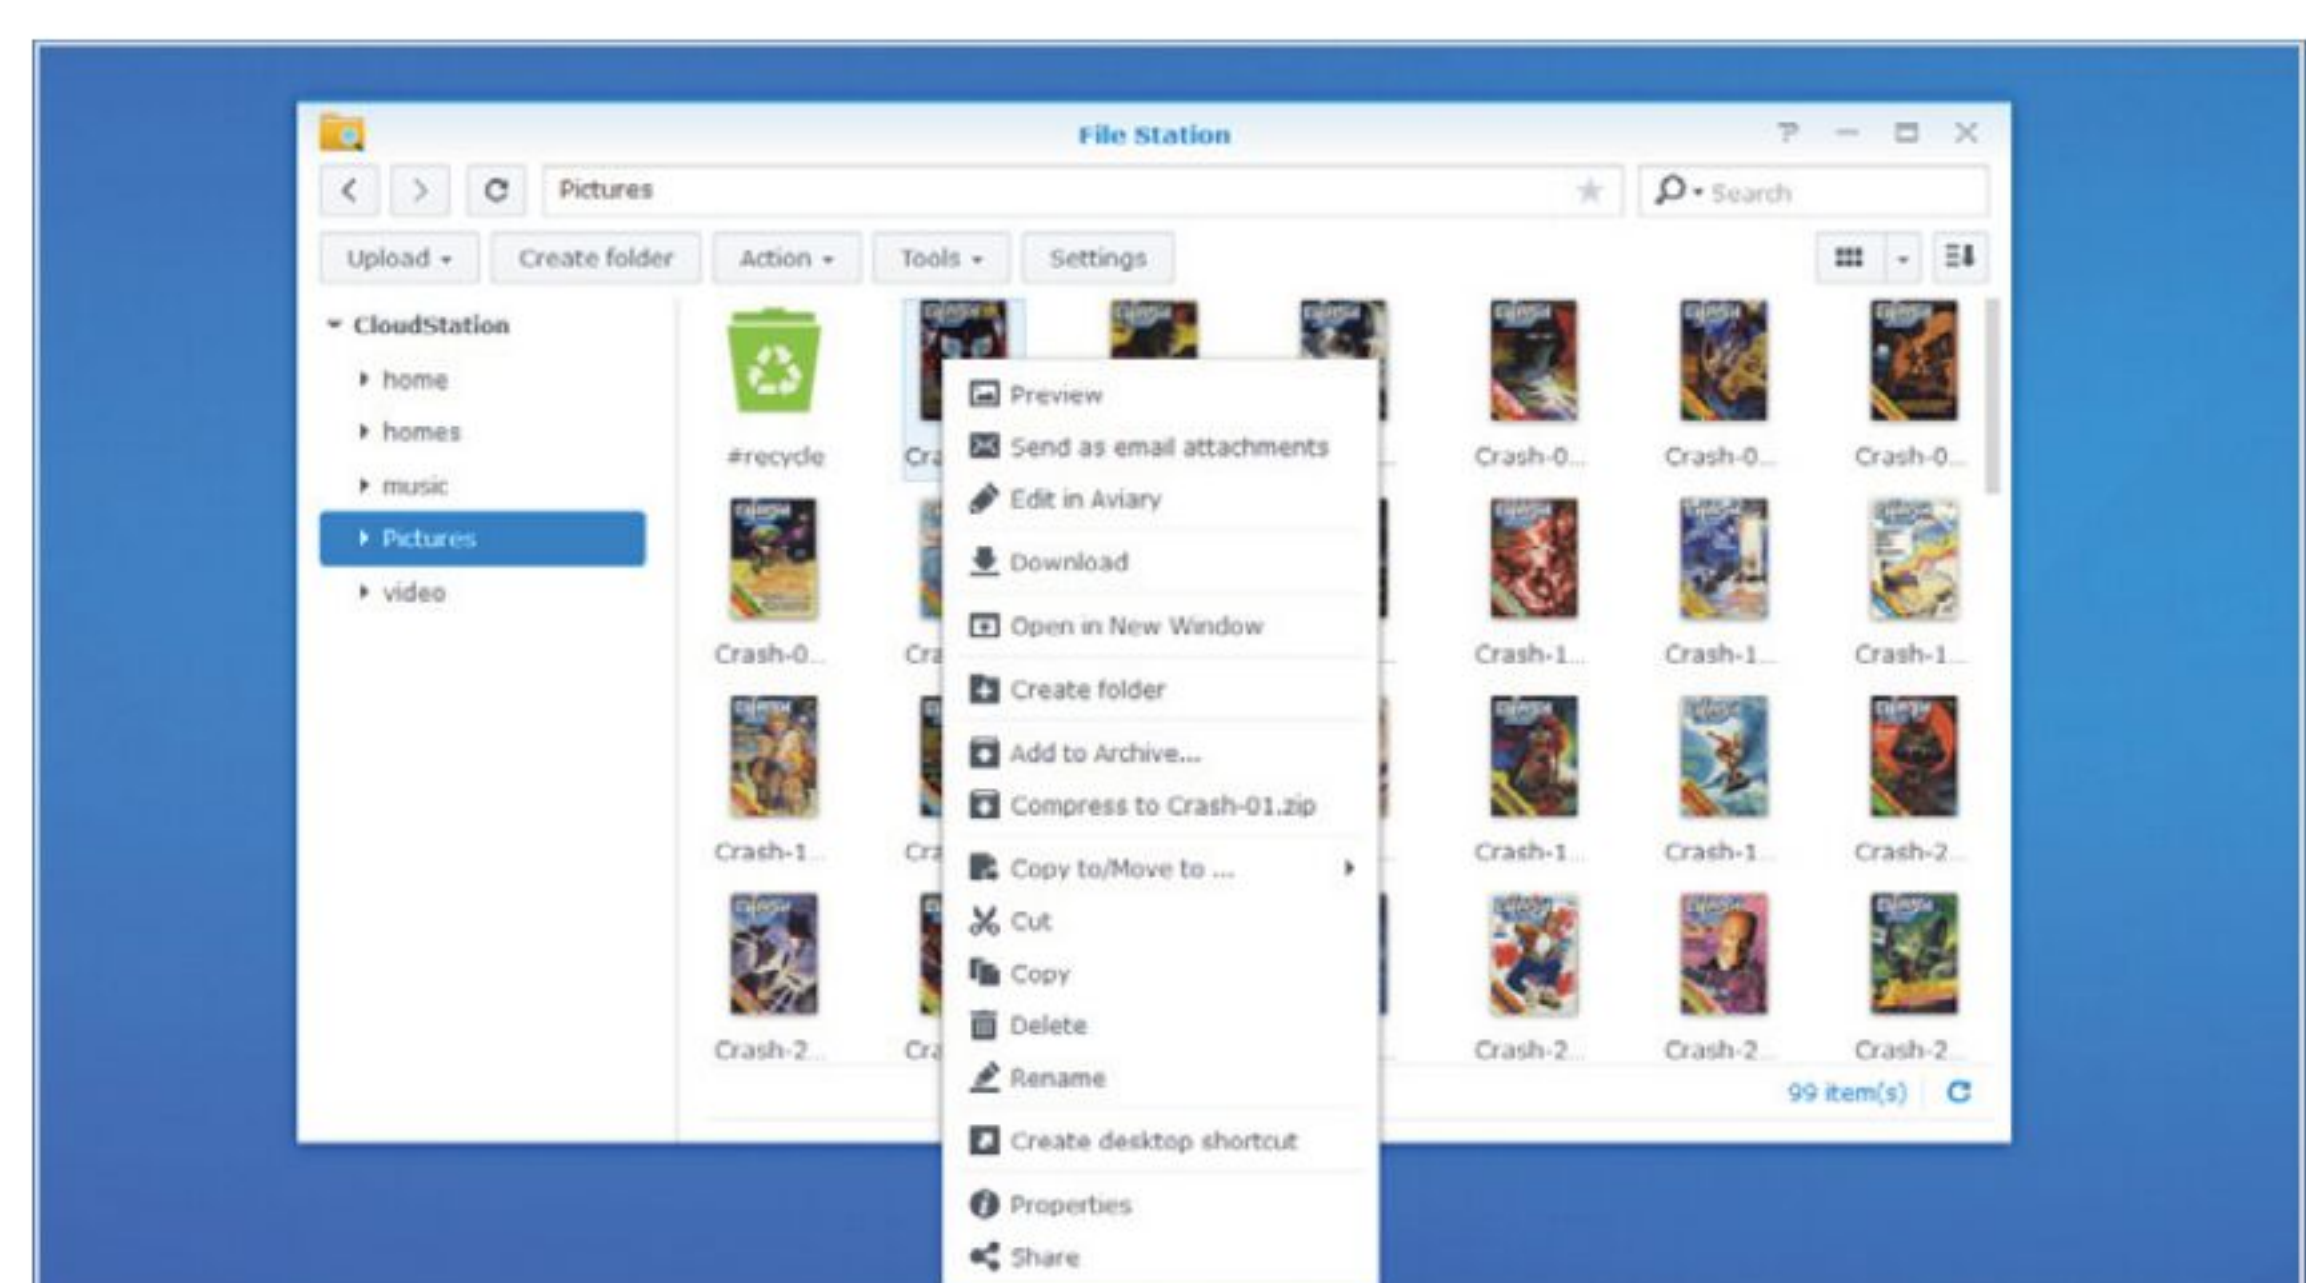 File Station
Pictures
Search
Upload
Create folder
Action
Tools
Settings
CloudStation
home
homes
music
Pictures
video
#recycle
Cra
Crash-0...
Crash-0...
Crash-0...
Crash-0...
Cra
Crash-1...
Crash-1...
Crash-1...
Crash-1...
Cra
Crash-1...
Crash-1...
Crash-2...
Crash-2...
Cra
Crash-2...
Crash-2...
Crash-2...
Preview
Send as email attachments
Edit in Aviary
Download
Open in New Window
Create folder
Add to Archive...
Compress to Crash-01.zip
Copy to/Move to ...
Cut
Copy
Delete
Rename
Create desktop shortcut
Properties
Share
99 item(s)